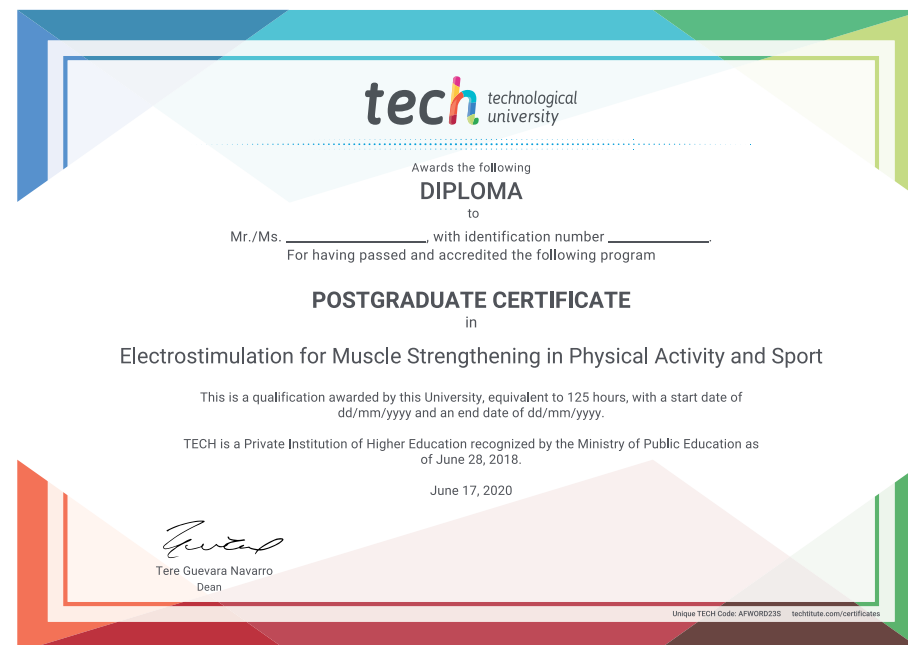 tech technological
university
Awards the following
DIPLOMA
to
Mr./Ms. ____________________, with identification number ______________.
For having passed and accredited the following program
POSTGRADUATE CERTIFICATE
in
Electrostimulation for Muscle Strengthening in Physical Activity and Sport
This is a qualification awarded by this University, equivalent to 125 hours, with a start date of
dd/mm/yyyy and an end date of dd/mm/yyyy.
TECH is a Private Institution of Higher Education recognized by the Ministry of Public Education as
of June 28, 2018.
June 17, 2020
Tere Guevara Navarro
Dean
Unique TECH Code: AFWORD23S techtitute.com/certificates